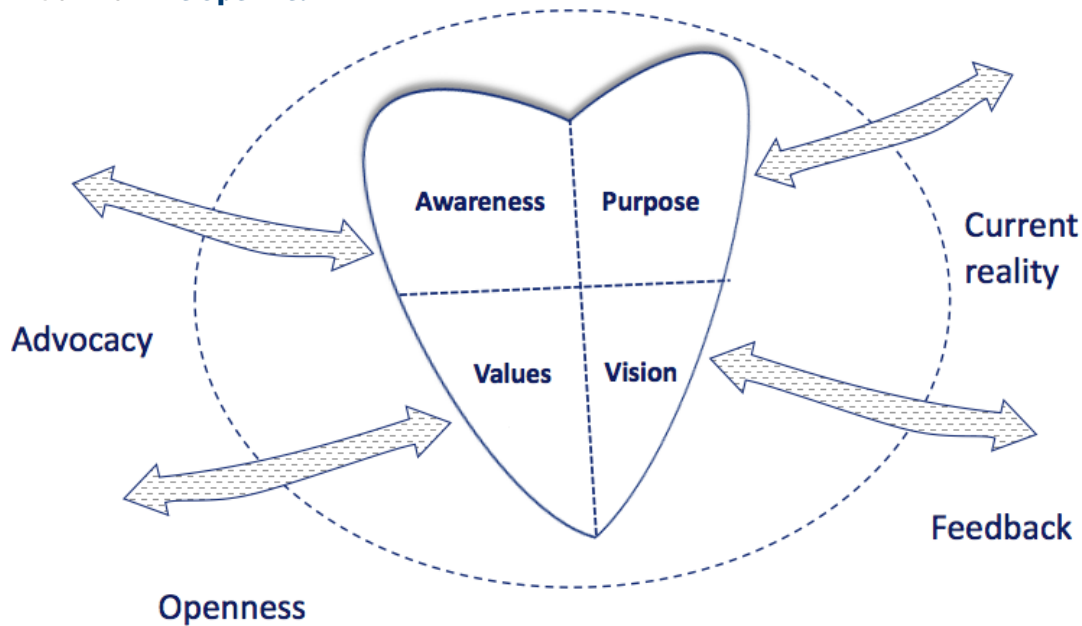 Awareness
Purpose
Current
reality
Advocacy
Values
Vision
Feedback
Openness